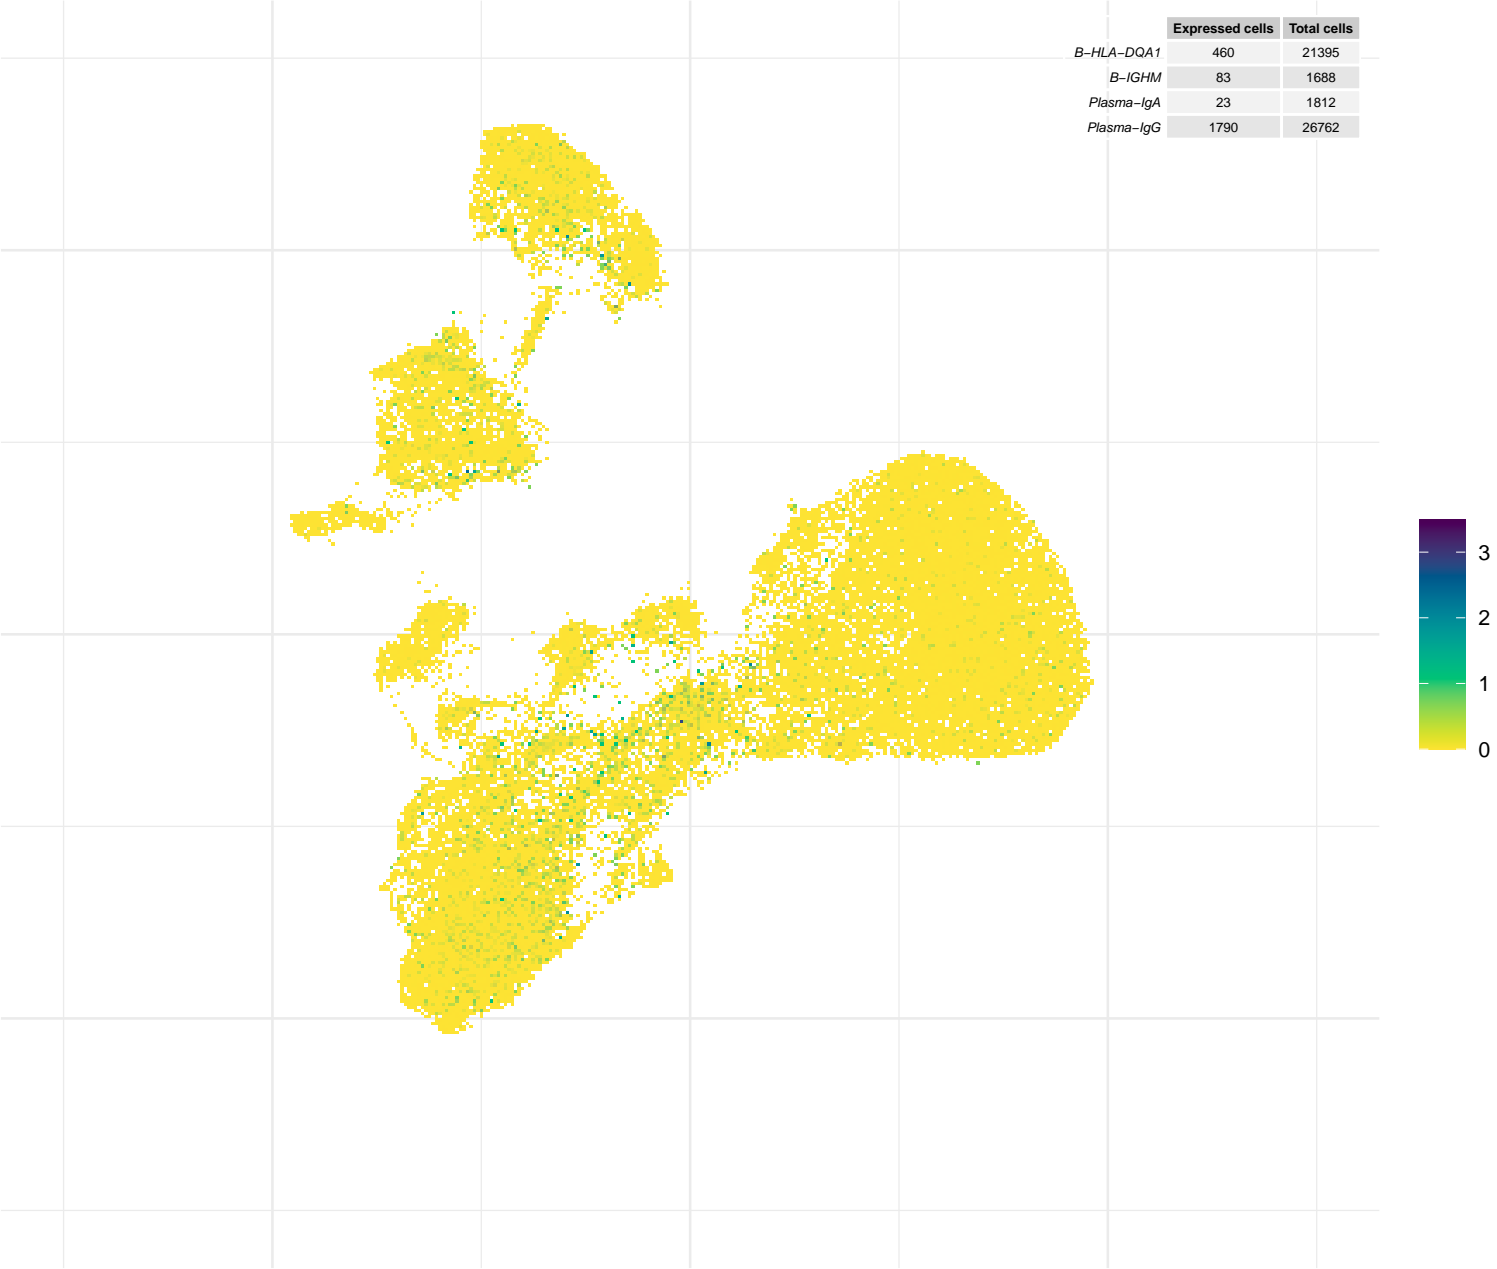 Expressed cells Total cells
B−HLA−DQA1 460 21395
B−IGHM 83 1688
Plasma−IgA 23 1812
Plasma−IgG 1790 26762
3
2
1
0